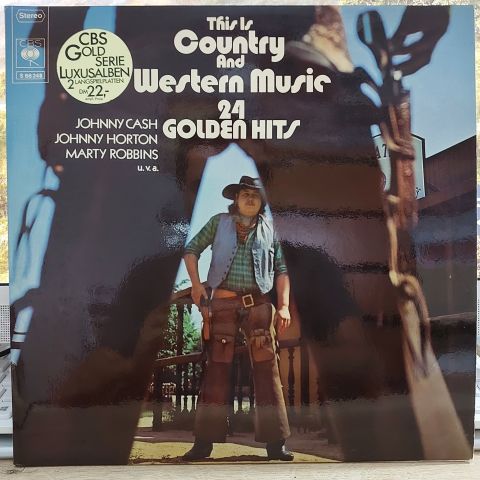 Stereo
CBS
S 66 248
CBS
GOLD
SERIE
LUXUSALBEN
2 LANGSPIELPLATTEN
DM 22,-
This Is
Country
And
Western Music
24
GOLDEN HITS
JOHNNY CASH
JOHNNY HORTON
MARTY ROBBINS
u.v.a.